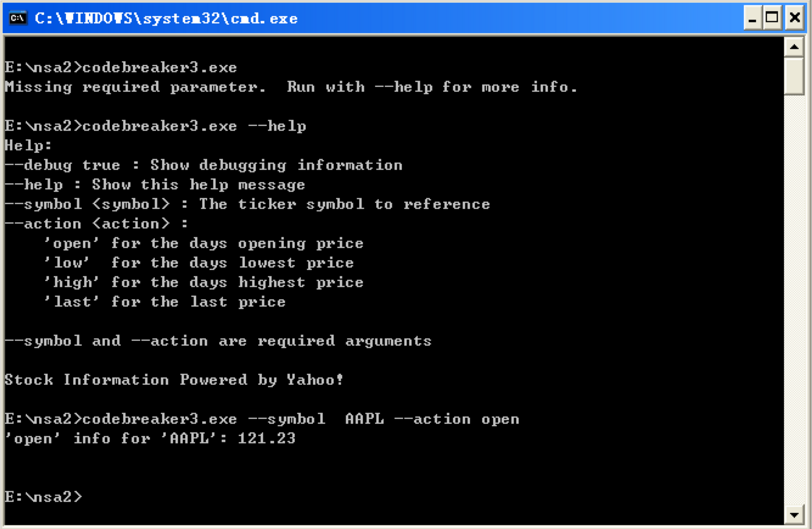 C:\WINDOWS\system32\cmd.exe
E:\nsa2>codebreaker3.exe
Missing required parameter.  Run with --help for more info.
E:\nsa2>codebreaker3.exe --help
Help:
--debug true : Show debugging information
--help : Show this help message
--symbol <symbol> : The ticker symbol to reference
--action <action> :
    'open' for the days opening price
    'low'  for the days lowest price
    'high' for the days highest price
    'last' for the last price
--symbol and --action are required arguments
Stock Information Powered by Yahoo!
E:\nsa2>codebreaker3.exe --symbol  AAPL --action open
'open' info for 'AAPL': 121.23
E:\nsa2>